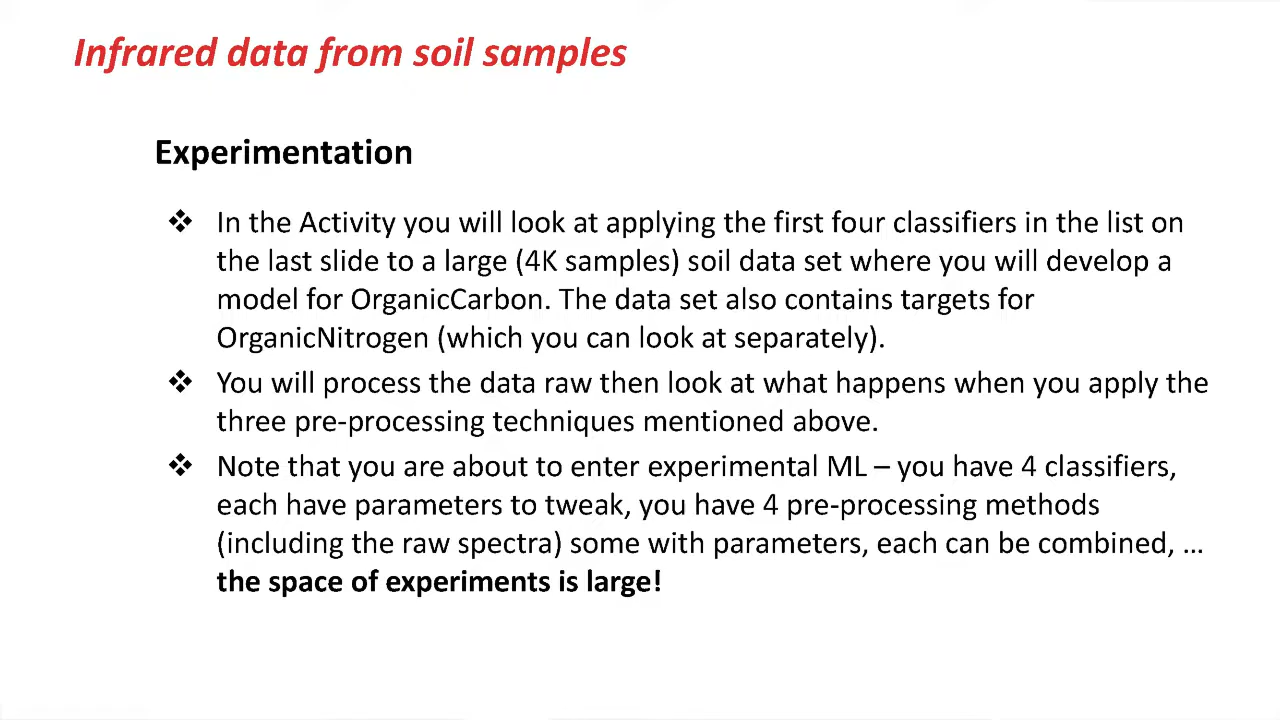 Infrared data from soil samples
Experimentation
❖ In the Activity you will look at applying the first four classifiers in the list on
the last slide to a large (4K samples) soil data set where you will develop a
model for OrganicCarbon. The data set also contains targets for
OrganicNitrogen (which you can look at separately).
❖ You will process the data raw then look at what happens when you apply the
three pre-processing techniques mentioned above.
❖ Note that you are about to enter experimental ML – you have 4 classifiers,
each have parameters to tweak, you have 4 pre-processing methods
(including the raw spectra) some with parameters, each can be combined, …
the space of experiments is large!